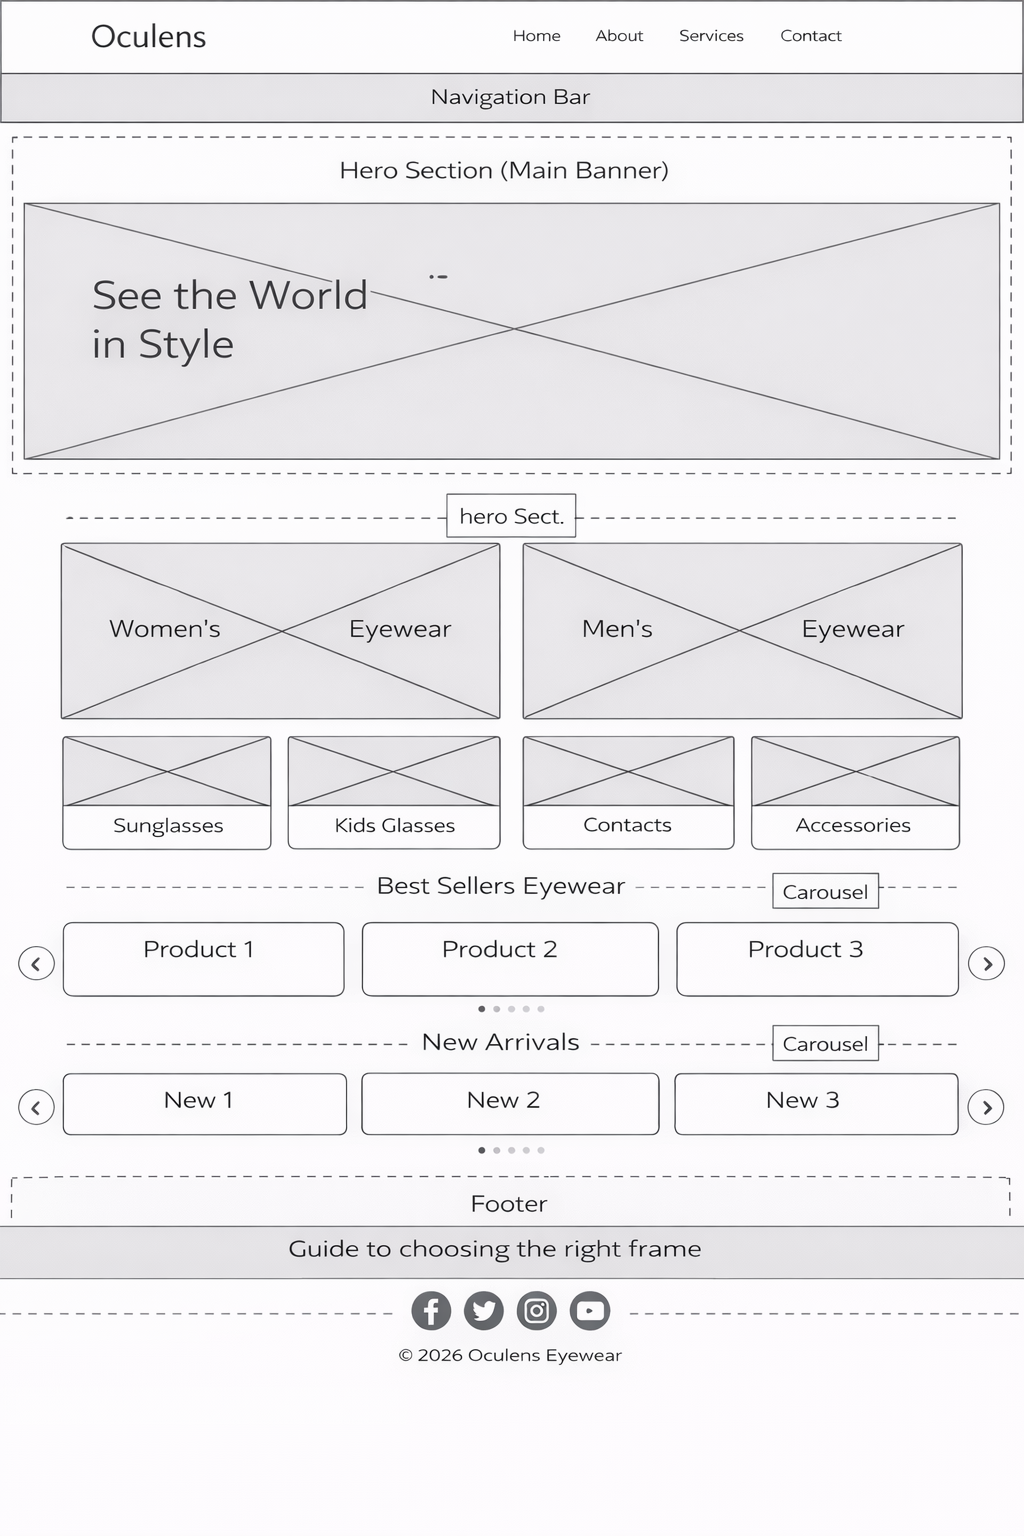 Oculens
Home About Services Contact
Navigation Bar
Hero Section (Main Banner)
See the World
in Style
hero Sect.
Women's Eyewear
Men's Eyewear
Sunglasses
Kids Glasses
Contacts
Accessories
Best Sellers Eyewear
Carousel
Product 1
Product 2
Product 3
New Arrivals
Carousel
New 1
New 2
New 3
Footer
Guide to choosing the right frame
© 2026 Oculens Eyewear